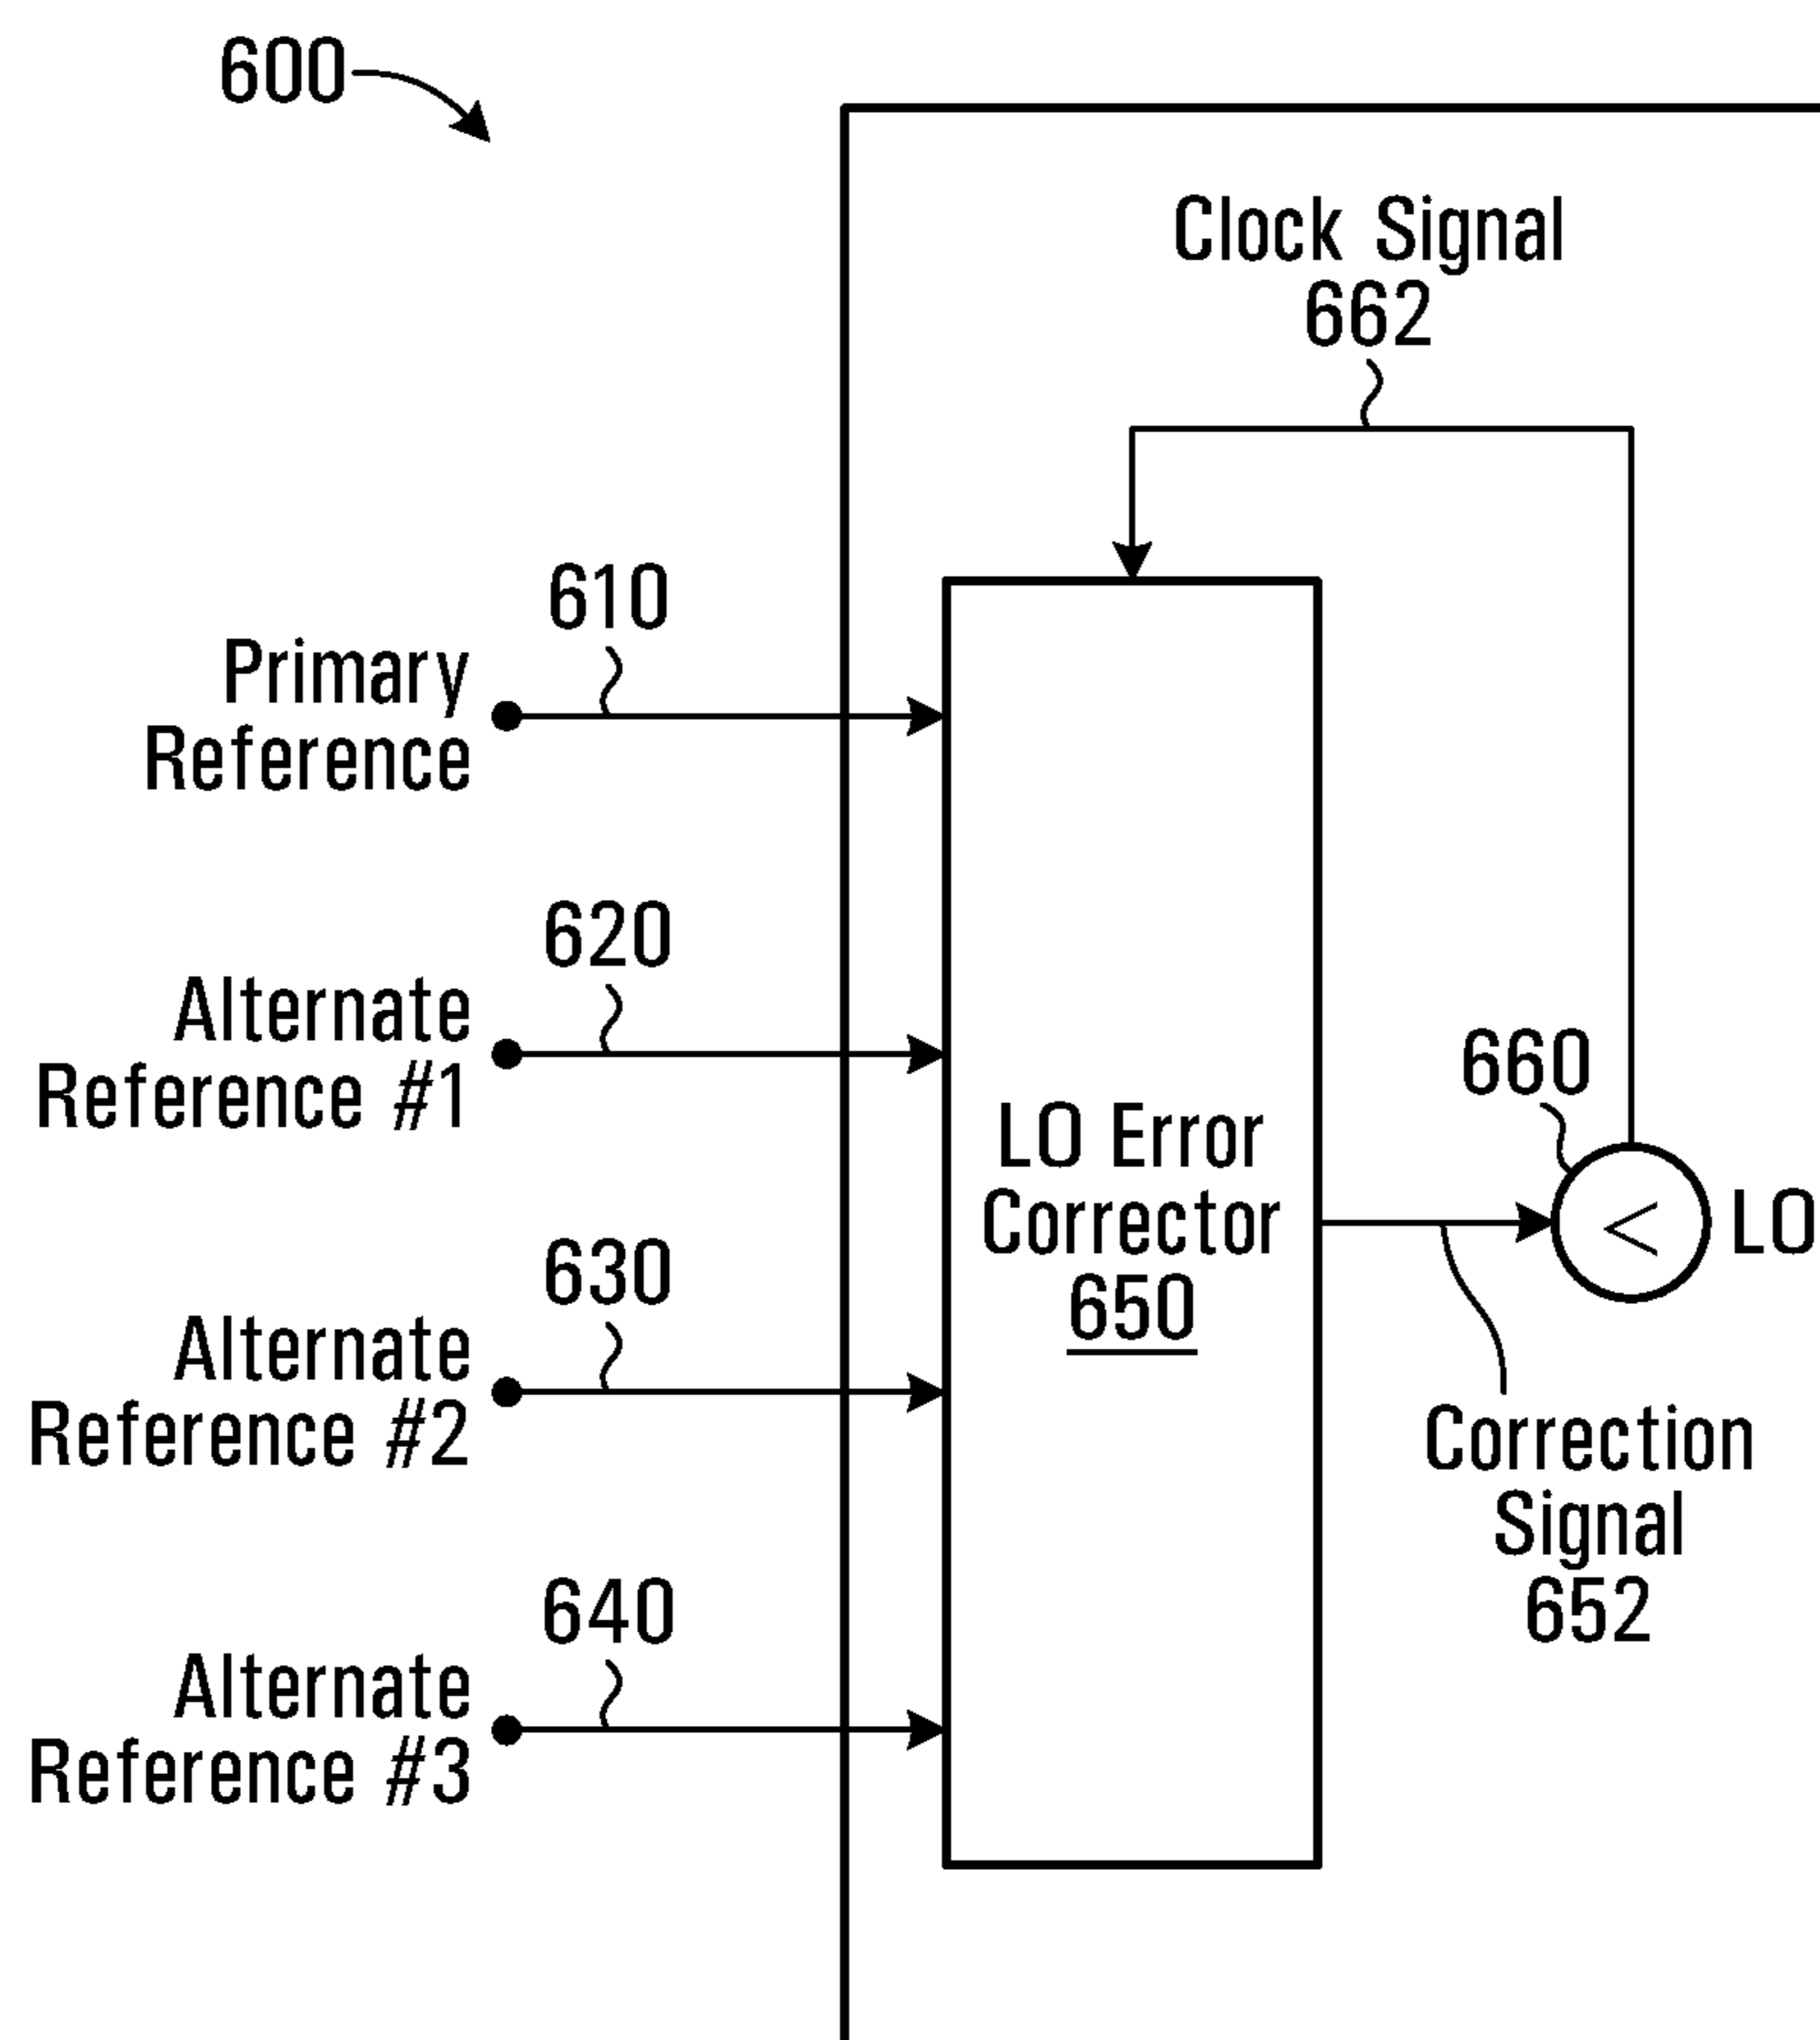 600
Clock Signal
662
610
Primary
Reference
620
Alternate
Reference #1
630
Alternate
Reference #2
640
Alternate
Reference #3
LO Error
Corrector
650
660
<
LO
Correction
Signal
652